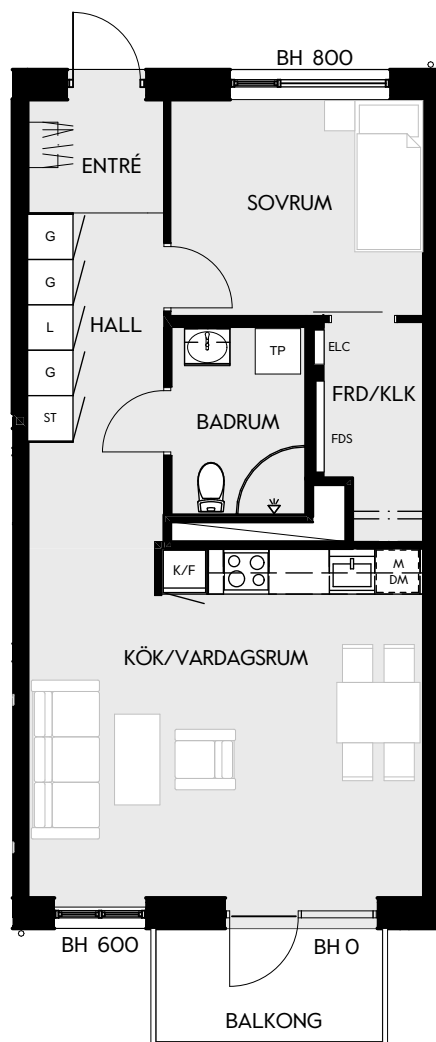 BH 800
ENTRÉ
SOVRUM
G
G
L
HALL
G
ST
ELC
TP
FRD/KLK
BADRUM
FDS
K/F
M
DM
KÖK/VARDAGSRUM
BH 600
BH 0
BALKONG